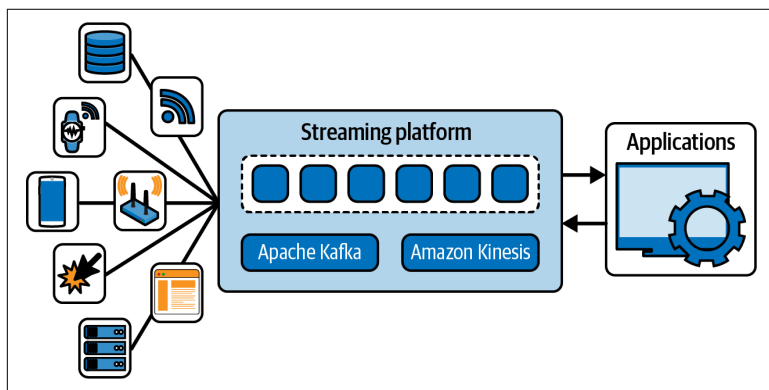 Streaming platform
Apache Kafka
Amazon Kinesis
Applications